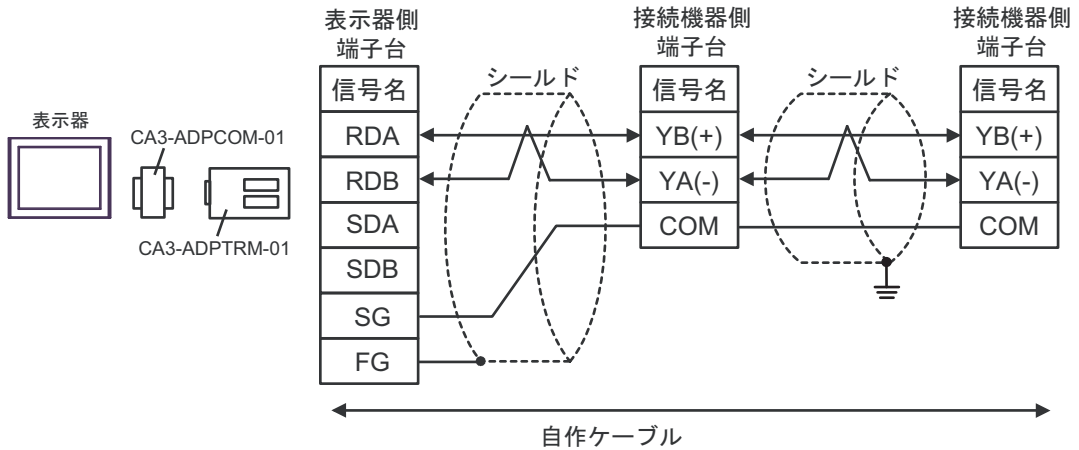 表示器
CA3-ADPCOM-01
CA3-ADPTRM-01
表示器側
端子台
信号名
RDA
RDB
SDA
SDB
SG
FG
シールド
接続機器側
端子台
信号名
YB(+)
YA(-)
COM
シールド
接続機器側
端子台
信号名
YB(+)
YA(-)
COM
自作ケーブル